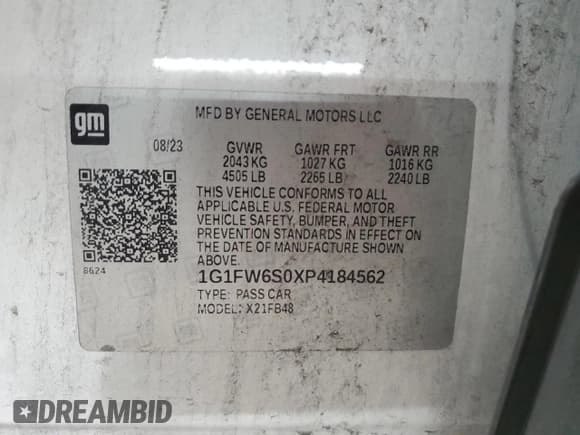 gm
MFD BY GENERAL MOTORS LLC
08/23 GVWR GAWR FRT GAWR RR
2043 KG 1027 KG 1016 KG
4505 LB 2265 LB 2240 LB
THIS VEHICLE CONFORMS TO ALL
APPLICABLE U.S. FEDERAL MOTOR
VEHICLE SAFETY, BUMPER, AND THEFT
PREVENTION STANDARDS IN EFFECT ON
THE DATE OF MANUFACTURE SHOWN
ABOVE.
8624
1G1FW6S0XP4184562
TYPE: PASS CAR
MODEL: X21FB48
DREAMBID